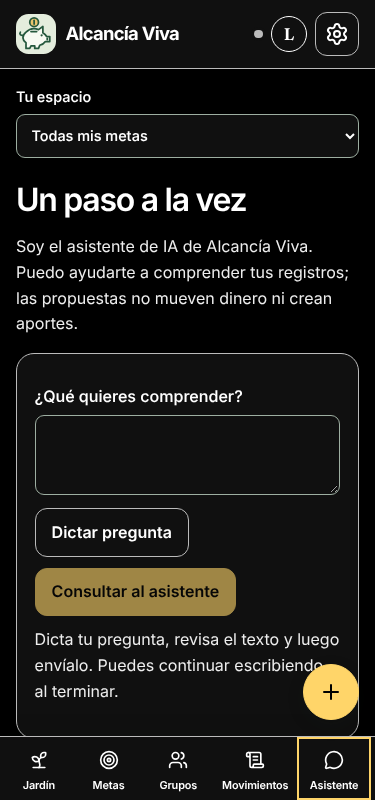 Alcancía Viva
L
Tu espacio
Todas mis metas
Un paso a la vez
Soy el asistente de IA de Alcancía Viva.
Puedo ayudarte a comprender tus registros;
las propuestas no mueven dinero ni crean
aportes.
¿Qué quieres comprender?
Dictar pregunta
Consultar al asistente
Dicta tu pregunta, revisa el texto y luego
envíalo. Puedes continuar escribiendo
al terminar.
Jardín
Metas
Grupos
Movimientos
Asistente